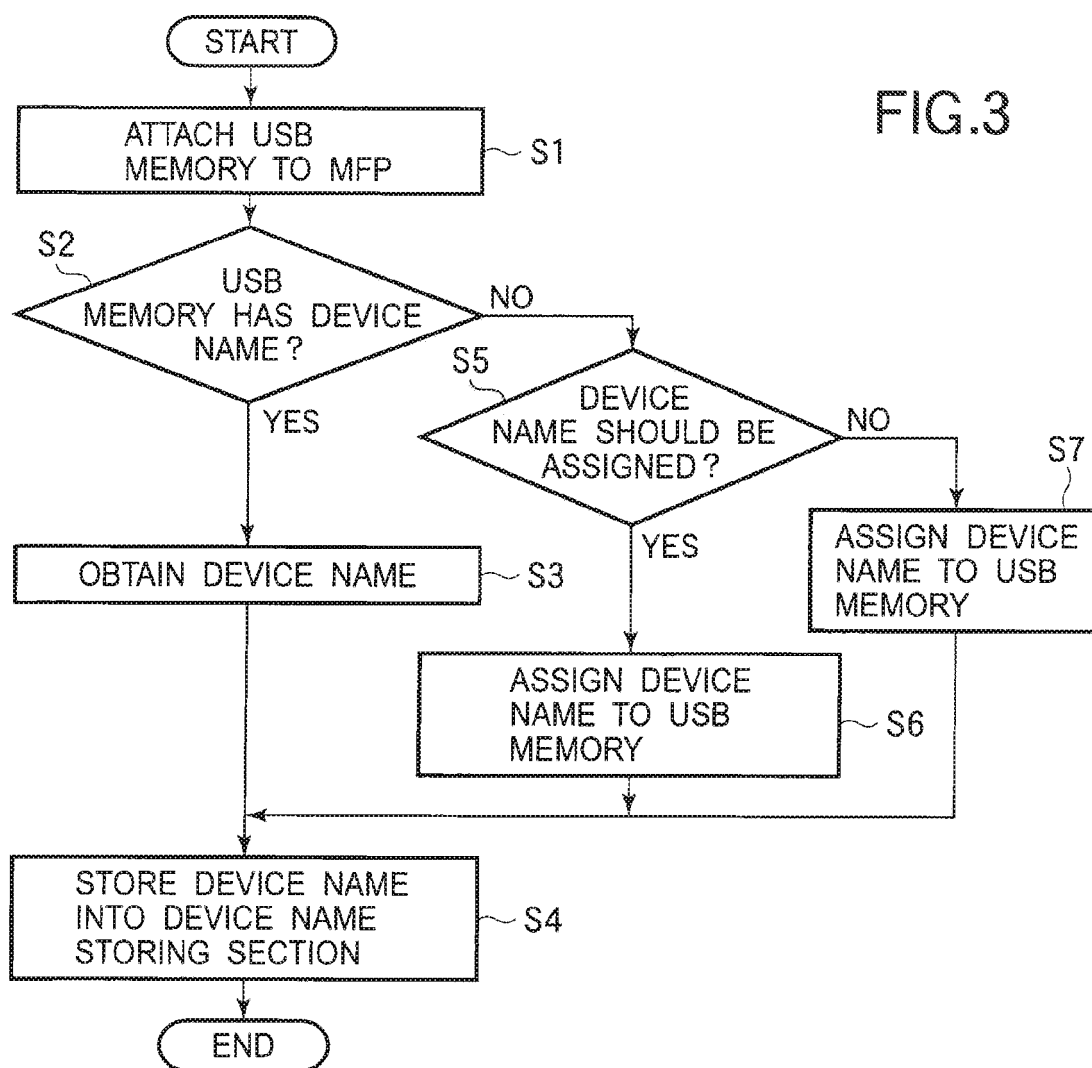 START
FIG.3
ATTACH USB
MEMORY TO MFP
S1
S2
USB
MEMORY HAS DEVICE
NAME?
NO
YES
S5
DEVICE
NAME SHOULD BE
ASSIGNED?
NO
YES
S7
ASSIGN DEVICE
NAME TO USB
MEMORY
OBTAIN DEVICE NAME
S3
ASSIGN DEVICE
NAME TO USB
MEMORY
S6
STORE DEVICE NAME
INTO DEVICE NAME
STORING SECTION
S4
END